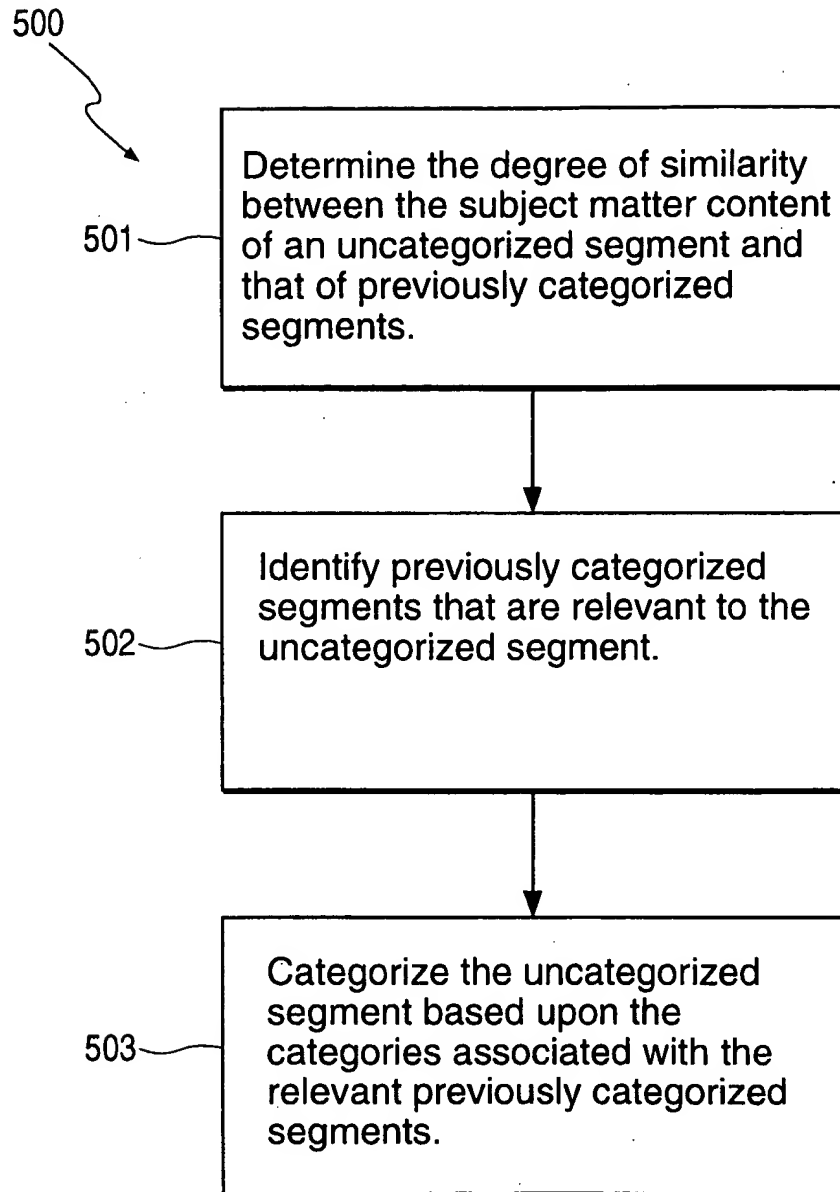 500
501
Determine the degree of similarity
between the subject matter content
of an uncategorized segment and
that of previously categorized
segments.
502
Identify previously categorized
segments that are relevant to the
uncategorized segment.
503
Categorize the uncategorized
segment based upon the
categories associated with the
relevant previously categorized
segments.